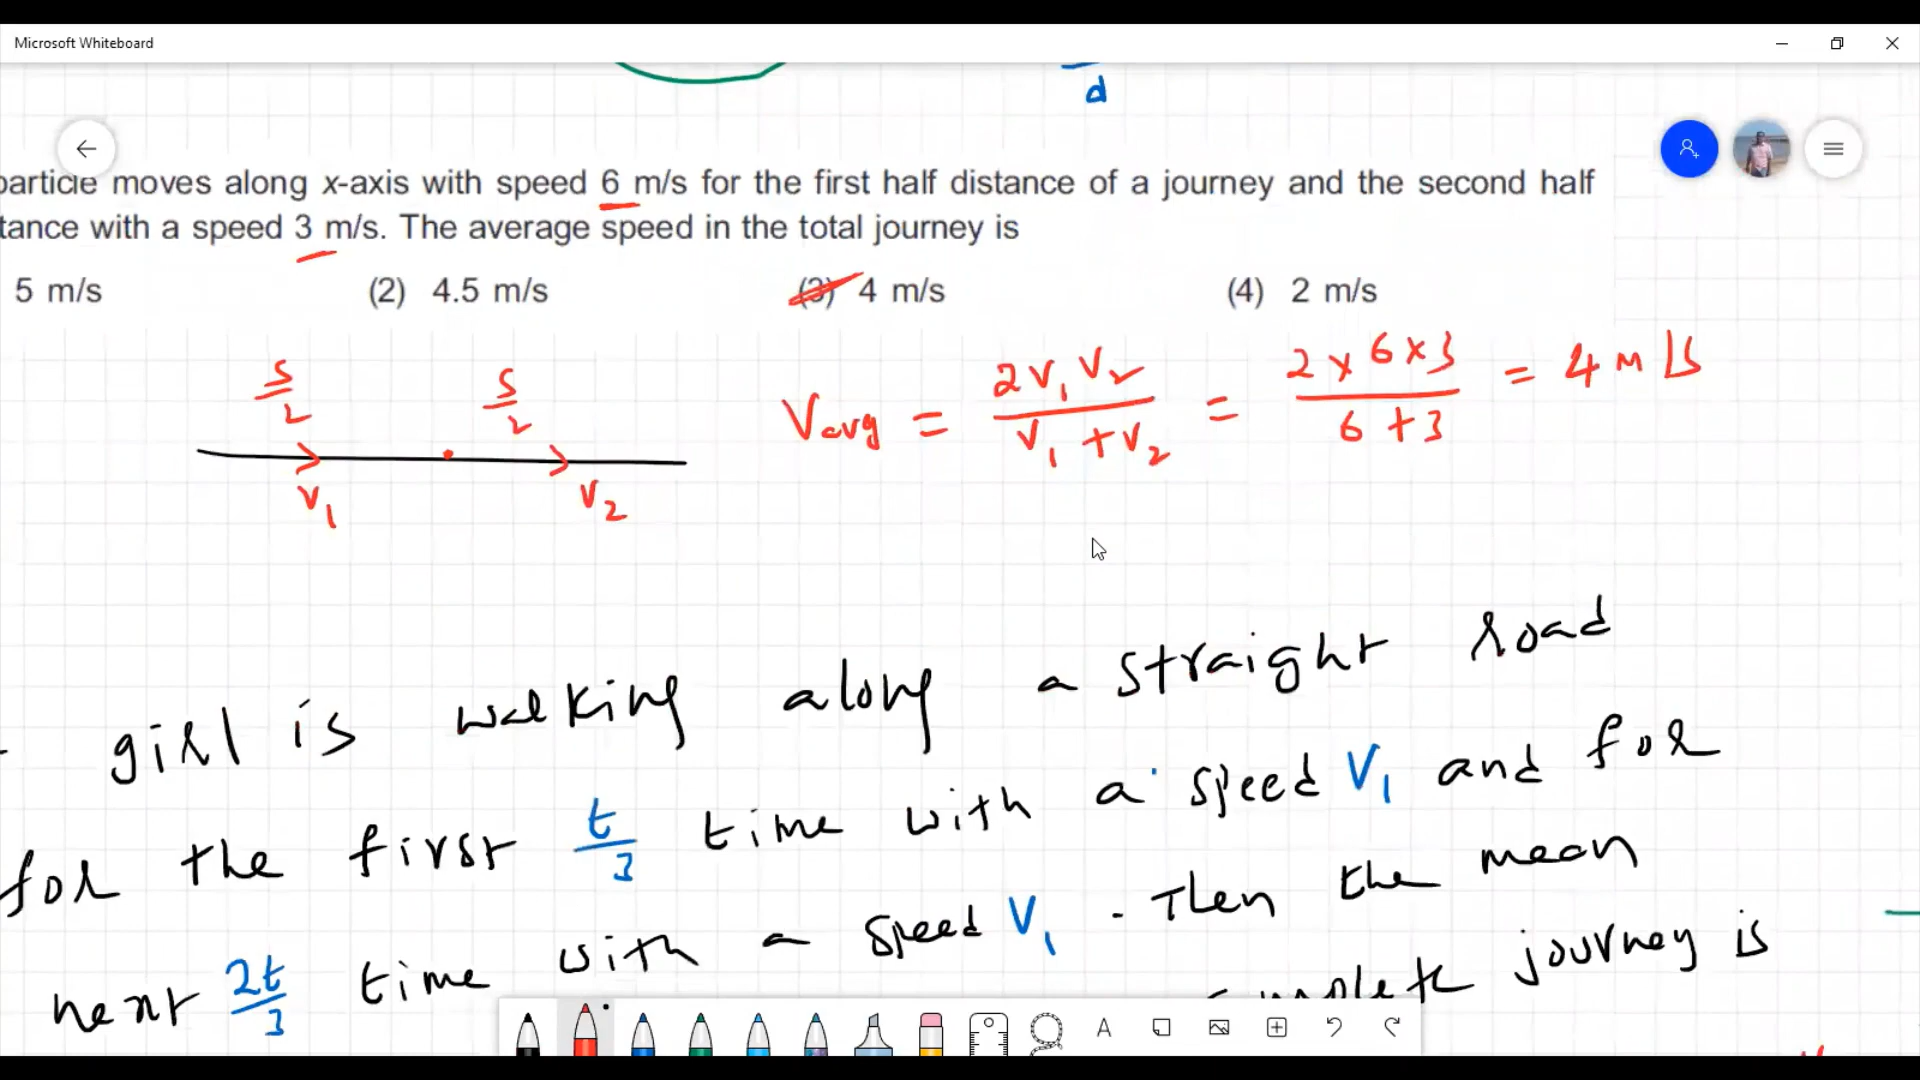 Microsoft Whiteboard
d
particle moves along x-axis with speed 6 m/s for the first half distance of a journey and the second half
tance with a speed 3 m/s. The average speed in the total journey is
5 m/s (2) 4.5 m/s (3) 4 m/s (4) 2 m/s
S/2 S/2
V1 V2
Vavg = 2V1V2/V1+V2 = 2×6×3/6+3 = 4 m/s
girl is walking along a straight road
for the first t/3 time with a speed V1 and for
next 2t/3 time with a speed V1. Then the mean
journey is
A